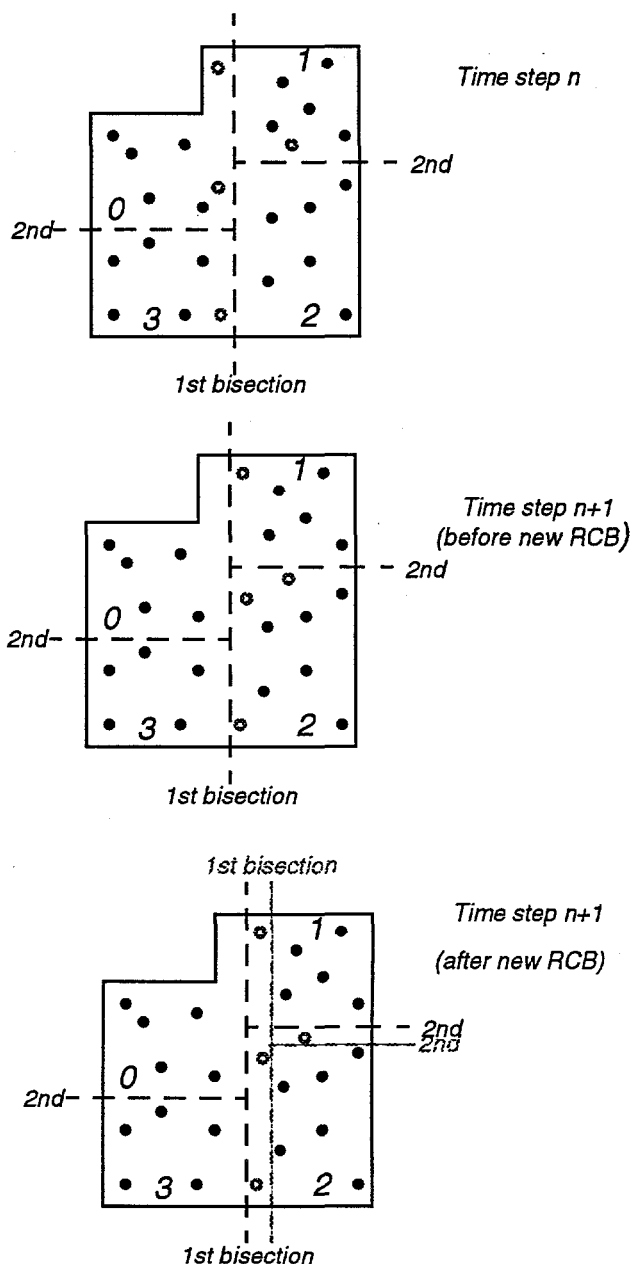 1
Time step n
2nd
0
2nd
3
2
1st bisection
1
Time step n+1
(before new RCB)
2nd
0
2nd
3
2
1st bisection
1st bisection
1
Time step n+1
(after new RCB)
2nd
2nd
0
2nd
3
2
1st bisection